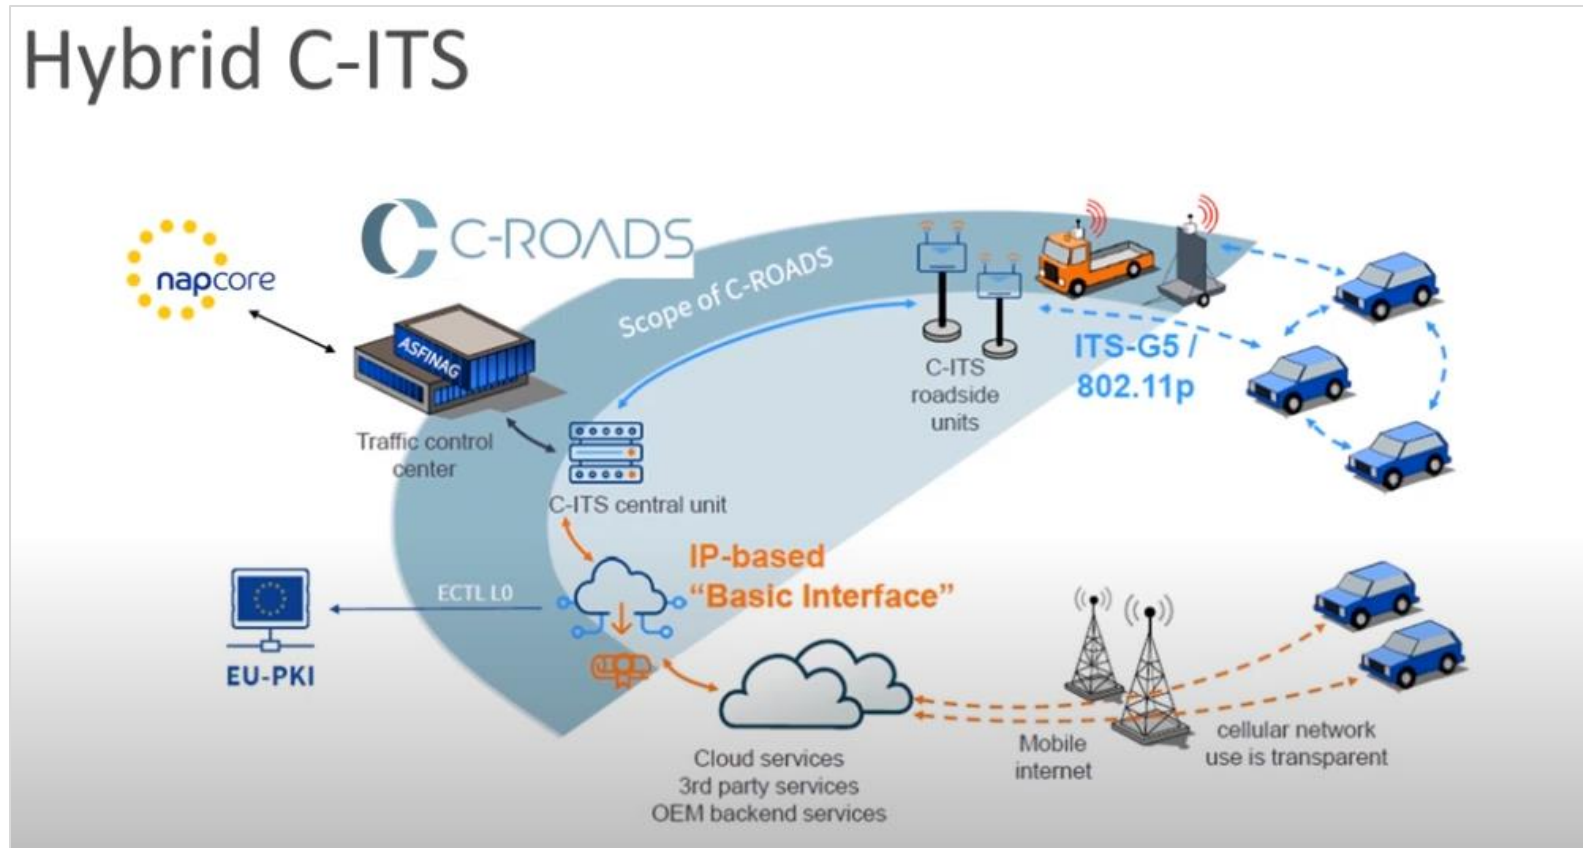 Hybrid C-ITS
C-ROADS
napcore
Scope of C-ROADS
ASFINAG
Traffic control
center
C-ITS
roadside
units
ITS-G5 /
802.11p
C-ITS central unit
IP-based
“Basic Interface”
ECTL L0
EU-PKI
Cloud services
3rd party services
OEM backend services
Mobile
internet
cellular network
use is transparent